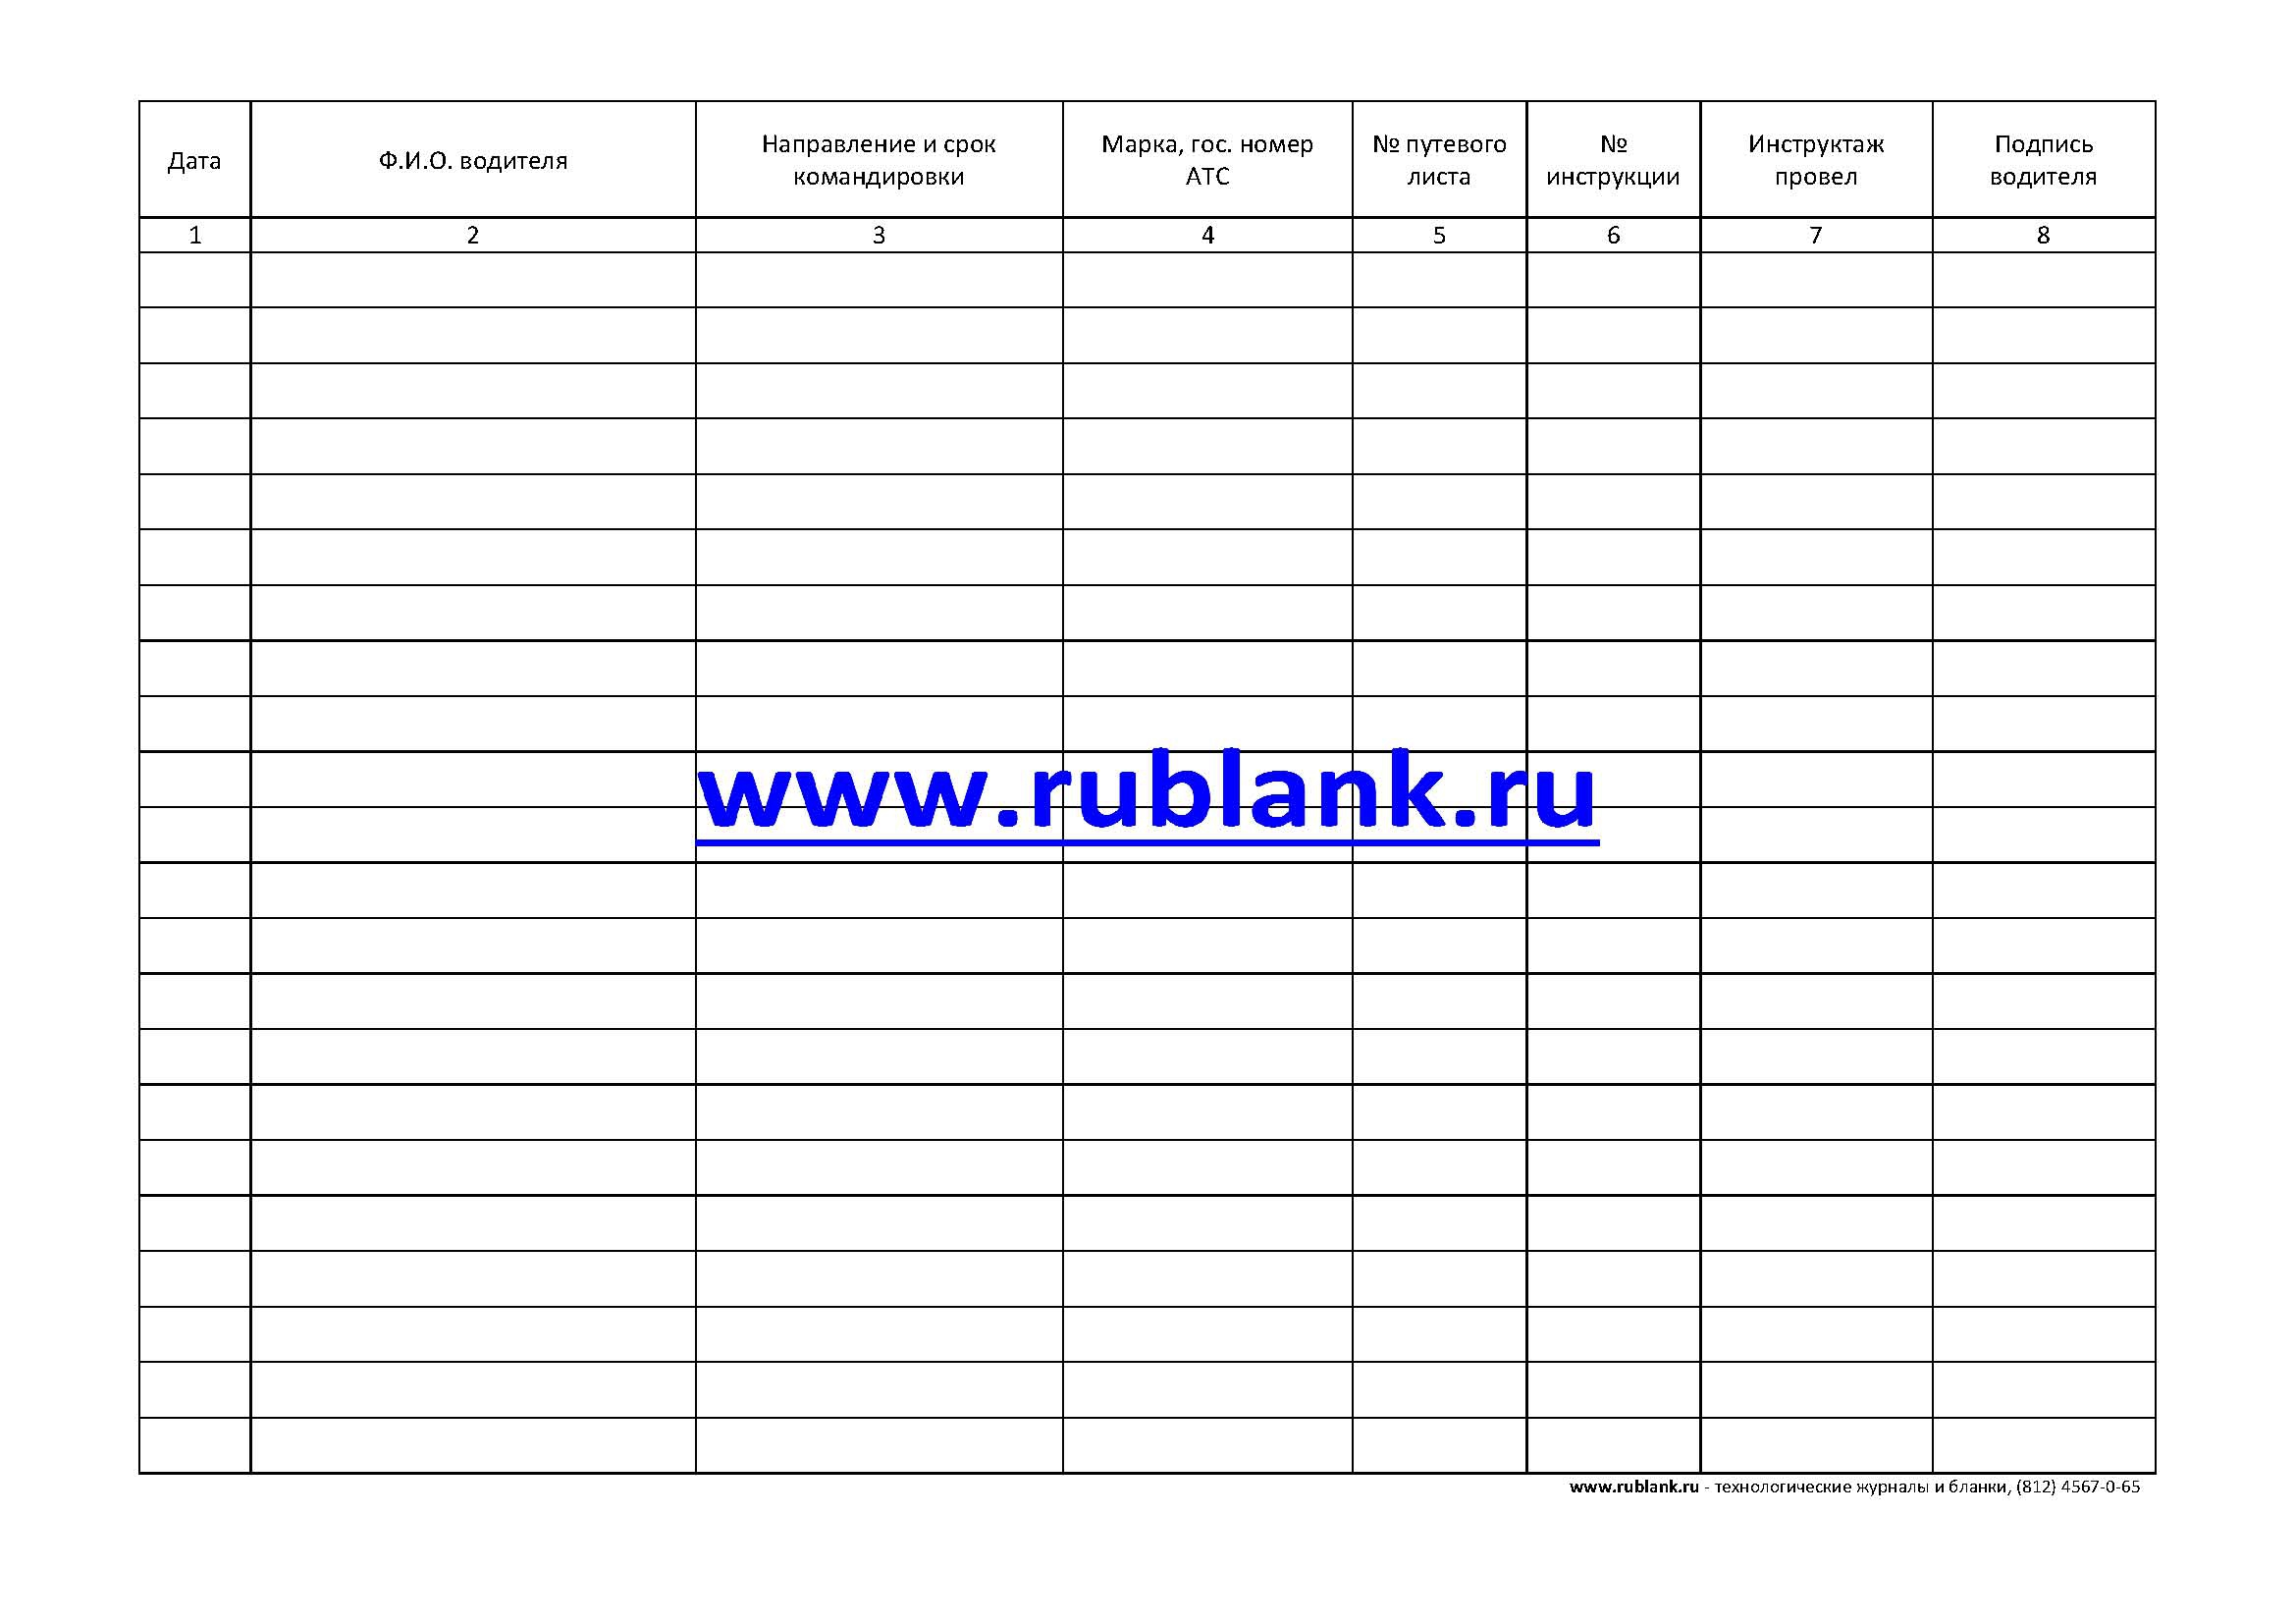 Дата
Ф.И.О. водителя
Направление и срок
командировки
Марка, гос. номер
АТС
№ путевого
листа
№
инструкции
Инструктаж
провел
Подпись
водителя
1 2 3 4 5 6 7 8
www.rublank.ru
www.rublank.ru - технологические журналы и бланки, (812) 4567-0-65